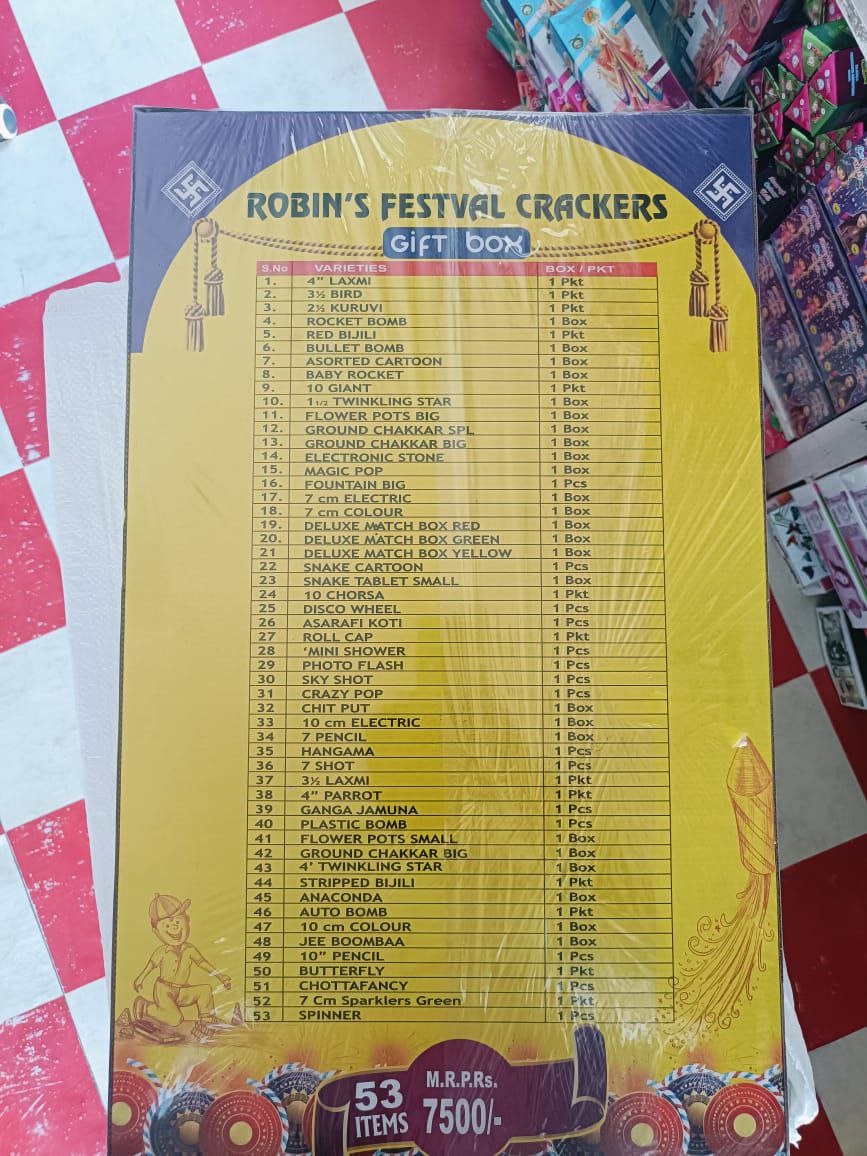 ROBIN'S FESTVAL CRACKERS
GiFT box
S.No VARIETIES BOX / PKT
1. 4" LAXMI 1 Pkt
2. 3½ BIRD 1 Pkt
3. 2½ KURUVI 1 Pkt
4. ROCKET BOMB 1 Box
5. RED BIJILI 1 Pkt
6. BULLET BOMB 1 Box
7. ASORTED CARTOON 1 Box
8. BABY ROCKET 1 Box
9. 10 GIANT 1 Pkt
10. 1 1/2 TWINKLING STAR 1 Box
11. FLOWER POTS BIG 1 Box
12. GROUND CHAKKAR SPL 1 Box
13. GROUND CHAKKAR BIG 1 Box
14. ELECTRONIC STONE 1 Box
15. MAGIC POP 1 Box
16. FOUNTAIN BIG 1 Pcs
17. 7 cm ELECTRIC 1 Box
18. 7 cm COLOUR 1 Box
19. DELUXE MATCH BOX RED 1 Box
20. DELUXE MATCH BOX GREEN 1 Box
21 DELUXE MATCH BOX YELLOW 1 Box
22 SNAKE CARTOON 1 Pcs
23 SNAKE TABLET SMALL 1 Box
24 10 CHORSA 1 Pkt
25 DISCO WHEEL 1 Pcs
26 ASARAFI KOTI 1 Pcs
27 ROLL CAP 1 Pkt
28 'MINI SHOWER 1 Pcs
29 PHOTO FLASH 1 Pcs
30 SKY SHOT 1 Pcs
31 CRAZY POP 1 Pcs
32 CHIT PUT 1 Box
33 10 cm ELECTRIC 1 Box
34 7 PENCIL 1 Box
35 HANGAMA 1 Pcs
36 7 SHOT 1 Pcs
37 3½ LAXMI 1 Pkt
38 4" PARROT 1 Pkt
39 GANGA JAMUNA 1 Pcs
40 PLASTIC BOMB 1 Pcs
41 FLOWER POTS SMALL 1 Box
42 GROUND CHAKKAR BIG 1 Box
43 4' TWINKLING STAR 1 Box
44 STRIPPED BIJILI 1 Pkt
45 ANACONDA 1 Box
46 AUTO BOMB 1 Pkt
47 10 cm COLOUR 1 Box
48 JEE BOOMBAA 1 Box
49 10" PENCIL 1 Pcs
50 BUTTERFLY 1 Pkt
51 CHOTTAFANCY 1 Pcs
52 7 Cm Sparklers Green 1 Pkt
53 SPINNER 1 Pcs
53 ITEMS
M.R.P.Rs.
7500/-